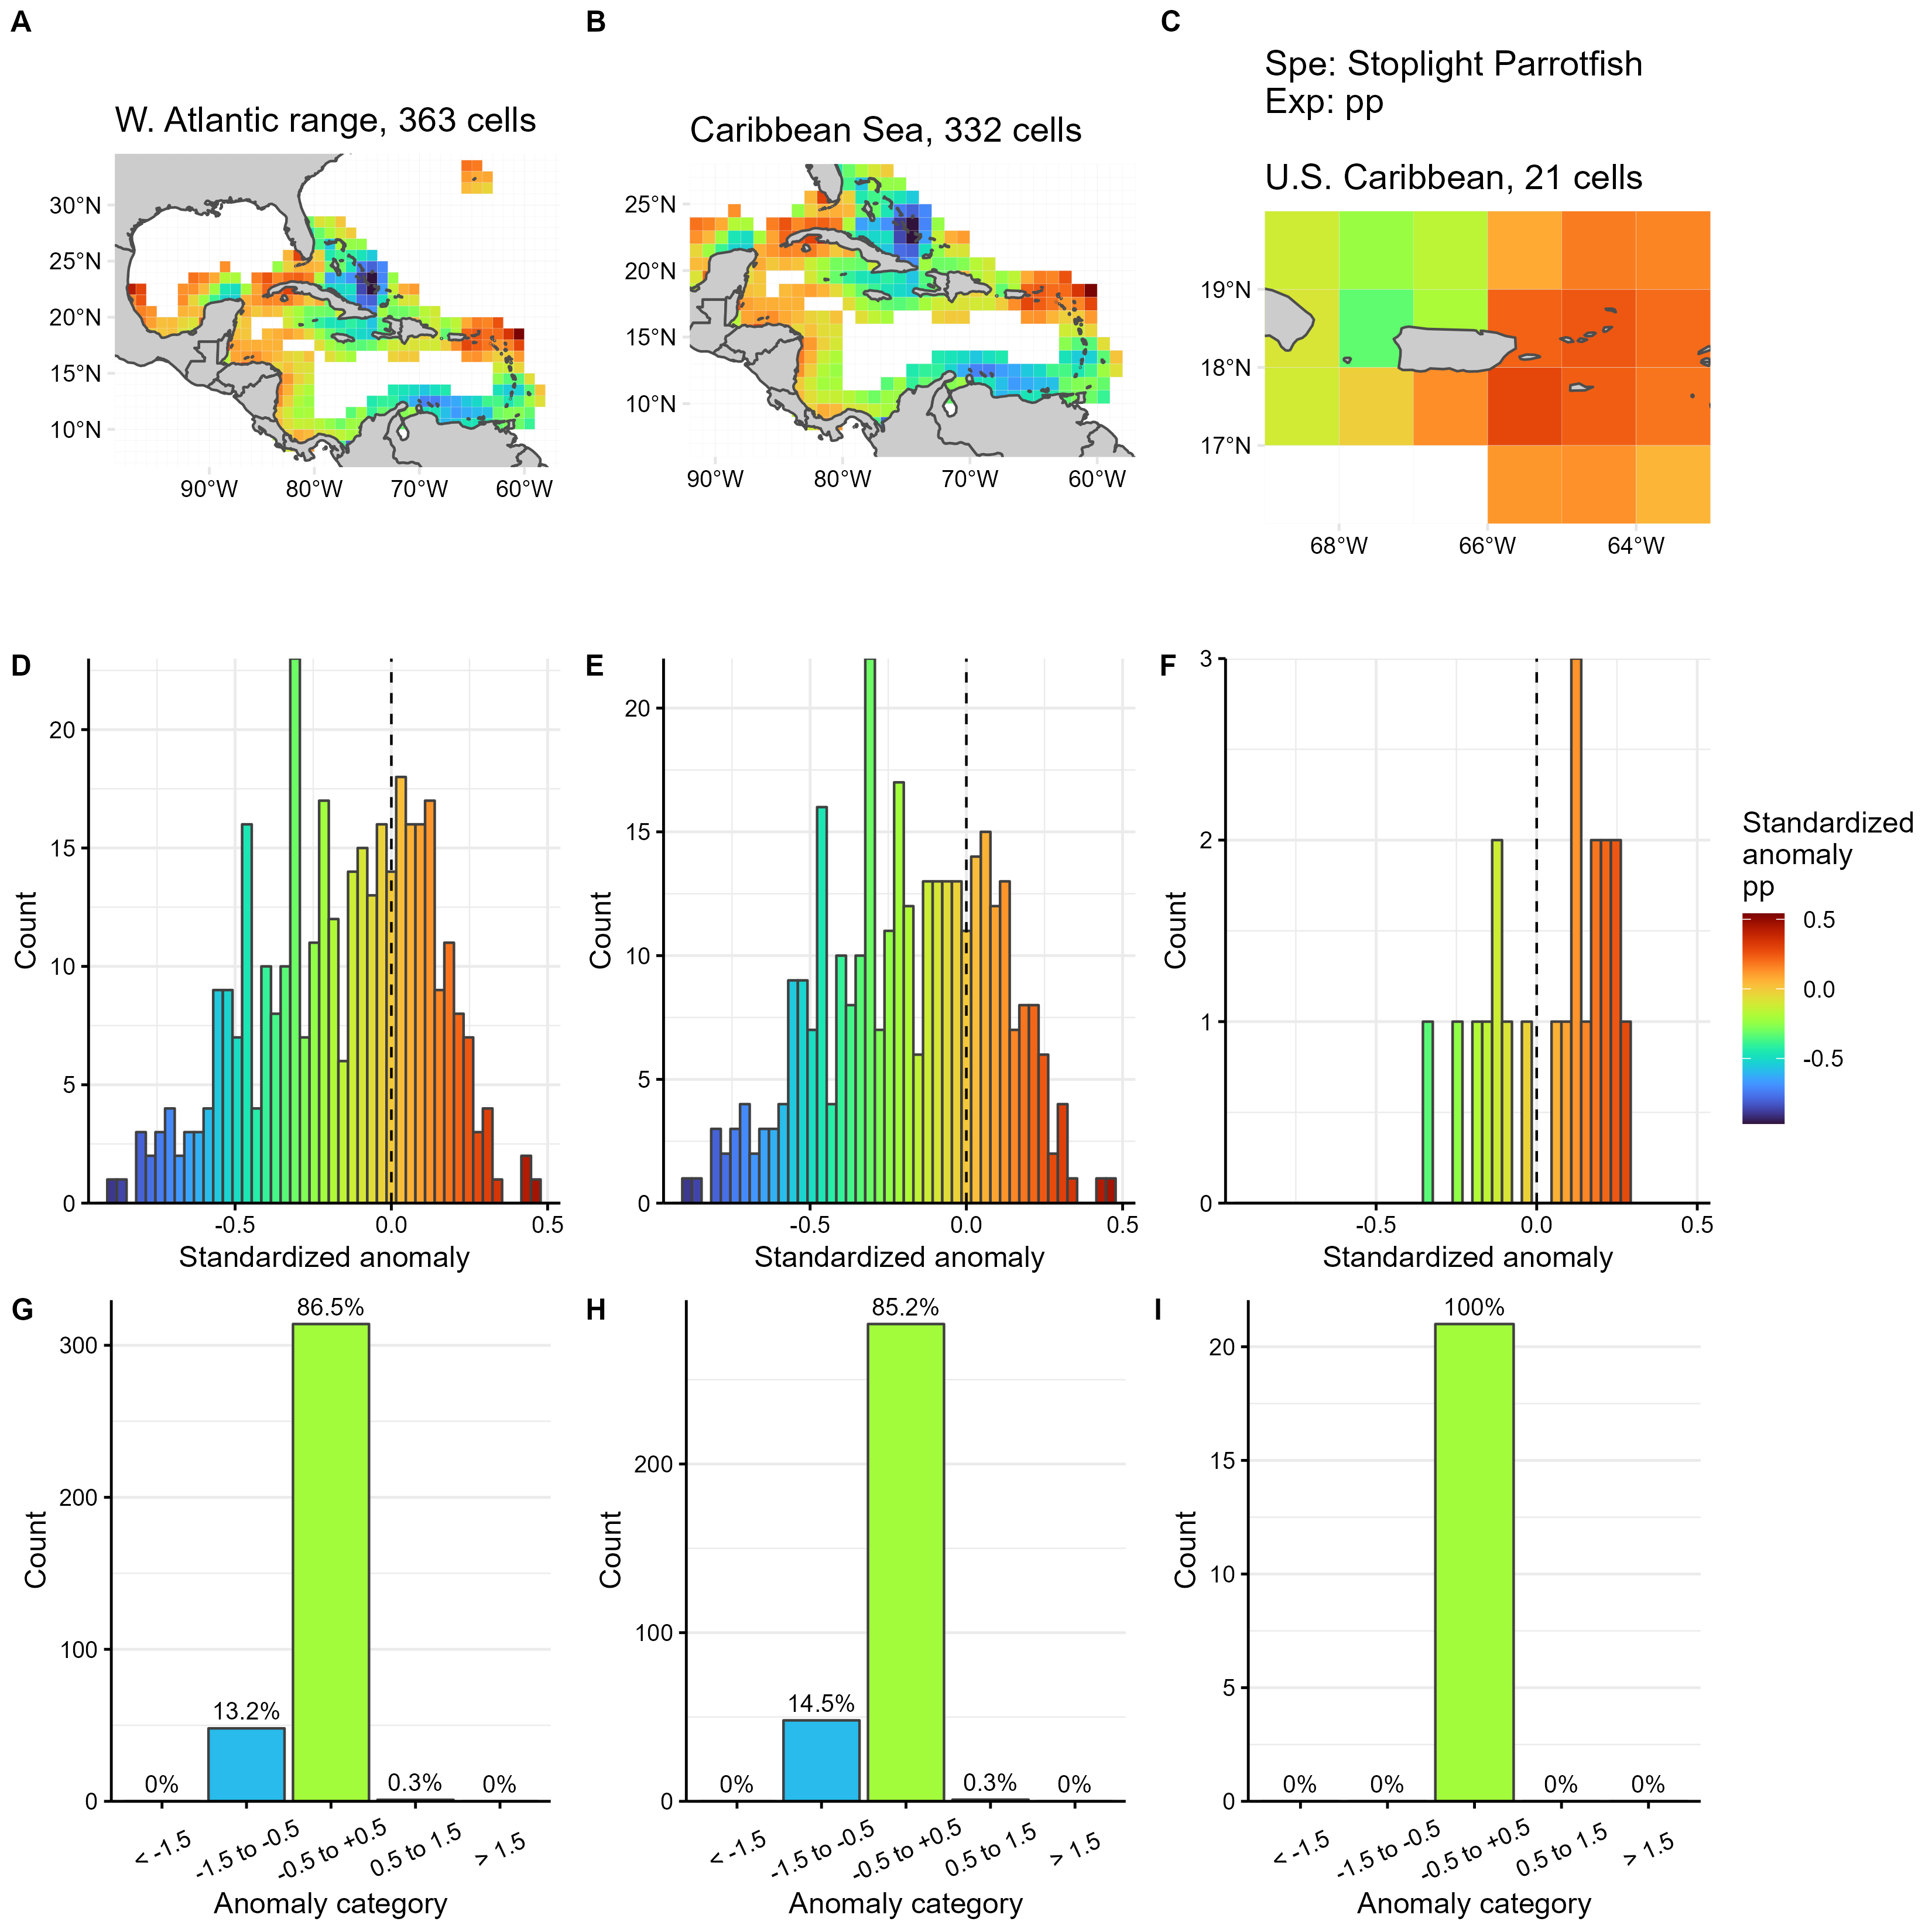 A
B
C
Spe: Stoplight Parrotfish
Exp: pp
W. Atlantic range, 363 cells
Caribbean Sea, 332 cells
U.S. Caribbean, 21 cells
30°N
25°N
20°N
15°N
10°N
90°W
80°W
70°W
60°W
25°N
20°N
15°N
10°N
90°W
80°W
70°W
60°W
19°N
18°N
17°N
68°W
66°W
64°W
D
Count
20
15
10
5
0
-0.5
0.0
0.5
Standardized anomaly
E
Count
20
15
10
5
0
-0.5
0.0
0.5
Standardized anomaly
F
Count
3
2
1
0
-0.5
0.0
0.5
Standardized anomaly
Standardized
anomaly
pp
0.5
0.0
-0.5
G
Count
300
200
100
0
0%
13.2%
86.5%
0.3%
0%
< -1.5
-1.5 to -0.5
-0.5 to +0.5
0.5 to 1.5
> 1.5
Anomaly category
H
Count
200
100
0
0%
14.5%
85.2%
0.3%
0%
< -1.5
-1.5 to -0.5
-0.5 to +0.5
0.5 to 1.5
> 1.5
Anomaly category
I
Count
20
15
10
5
0
0%
0%
100%
0%
0%
< -1.5
-1.5 to -0.5
-0.5 to +0.5
0.5 to 1.5
> 1.5
Anomaly category